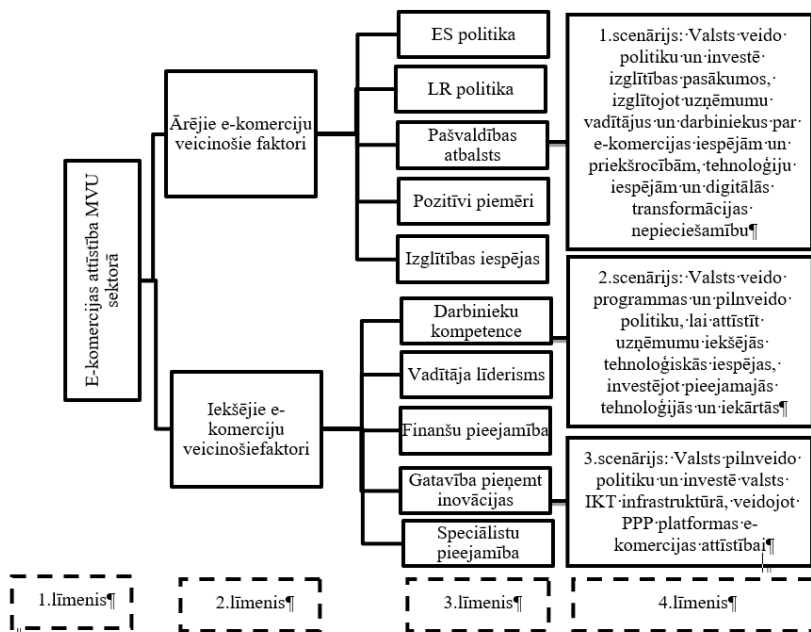 E-komercijas attīstība MVU
sektorā
Ārējie e-komerciju
veicinošie faktori
Iekšējie e-
komerciju
veicinošiefaktori
ES politika
LR politika
Pašvaldības
atbalsts
Pozitīvi piemēri
Izglītības iespējas
Darbinieku
kompetence
Vadītāja līderisms
Finanšu pieejamība
Gatavība pieņemt
inovācijas
Speciālistu
pieejamība
1.scenārijs:·Valsts·veido·
politiku·un·investē·
izglītības·pasākumos,·
izglītojot·uzņēmumu·
vadītājus·un·darbiniekus·par·
e-komercijas·iespējām·un·
priekšrocībām,·tehnoloģiju·
iespējām·un·digitālās·
transformācijas·
nepieciešamību¶
2.scenārijs:·Valsts·veido·
programmas·un·pilnveido·
politiku,·lai·attīstīt·
uzņēmumu·iekšējās·
tehnoloģiskās·iespējas,·
investējot·pieejamajās·
tehnoloģijās·un·iekārtās¶
3.scenārijs:·Valsts·pilnveido·
politiku·un·investē·valsts·
IKT·infrastruktūrā,·veidojot·
PPP·platformas·e-
komercijas·attīstībai¶
1.līmenis¶
2.līmenis¶
3.līmenis¶
4.līmenis¶